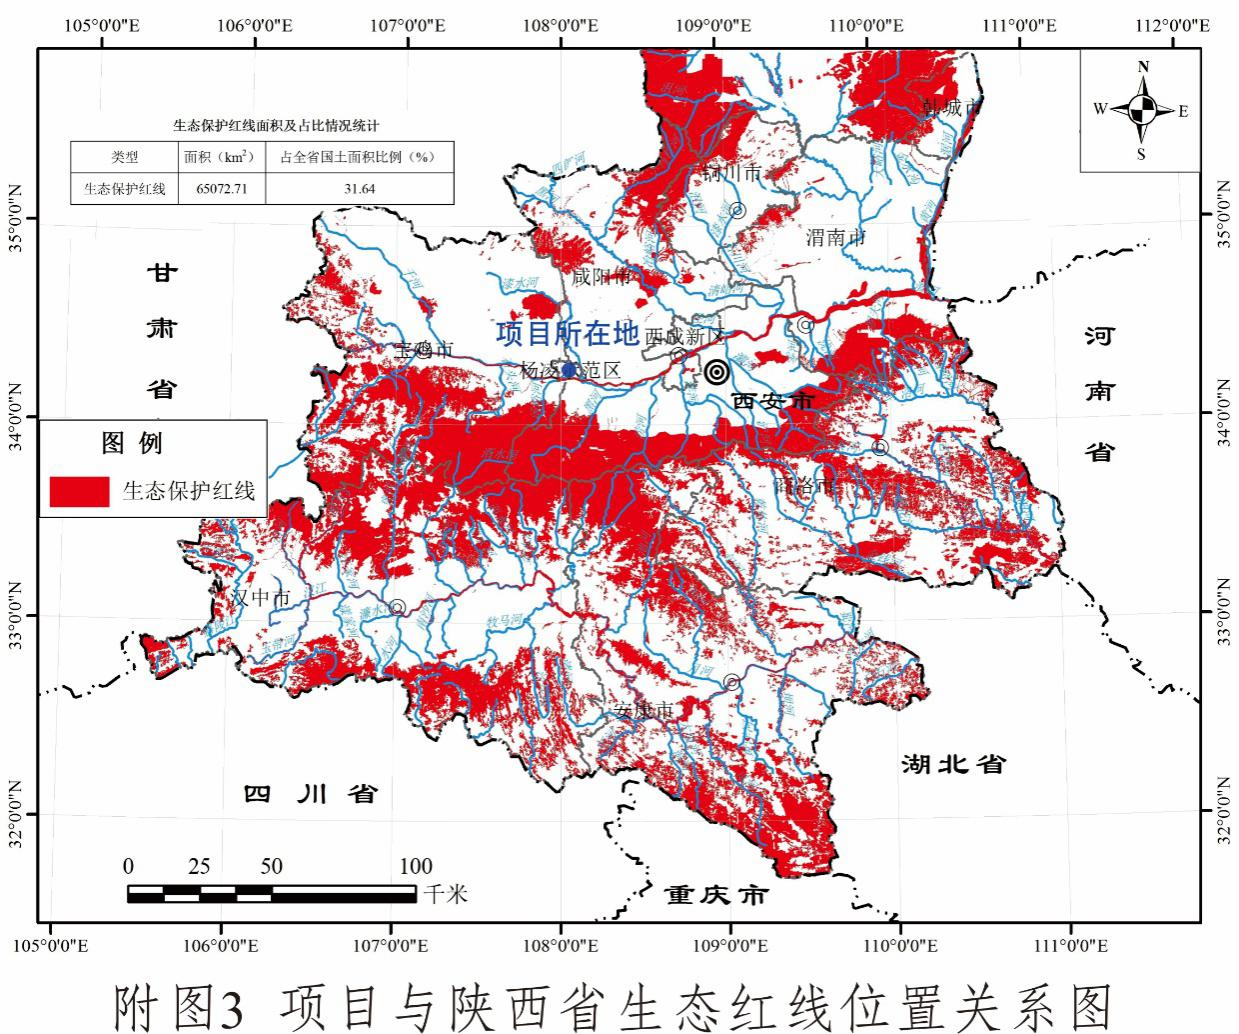 105°0'0"E 106°0'0"E 107°0'0"E 108°0'0"E 109°0'0"E 110°0'0"E 111°0'0"E 112°0'0"E
N
W E
S
生态保护红线面积及占比情况统计
类型 面积（km²） 占全省国土面积比例（%）
生态保护红线 65072.71 31.64
35°0'0"N
35°0'0"N
韩城市
铜川市
渭南市
咸阳市
漆水河
清峪河
甘肃省
河南省
项目所在地
西咸新区
宝鸡市
杨凌示范区
西安市
34°0'0"N
34°0'0"N
图例
生态保护红线
商洛市
汉中市
牧马河
33°0'0"N
33°0'0"N
安康市
四川省
湖北省
重庆市
32°0'0"N
32°0'0"N
0 25 50 100
千米
105°0'0"E 106°0'0"E 107°0'0"E 108°0'0"E 109°0'0"E 110°0'0"E 111°0'0"E
附图3 项目与陕西省生态红线位置关系图